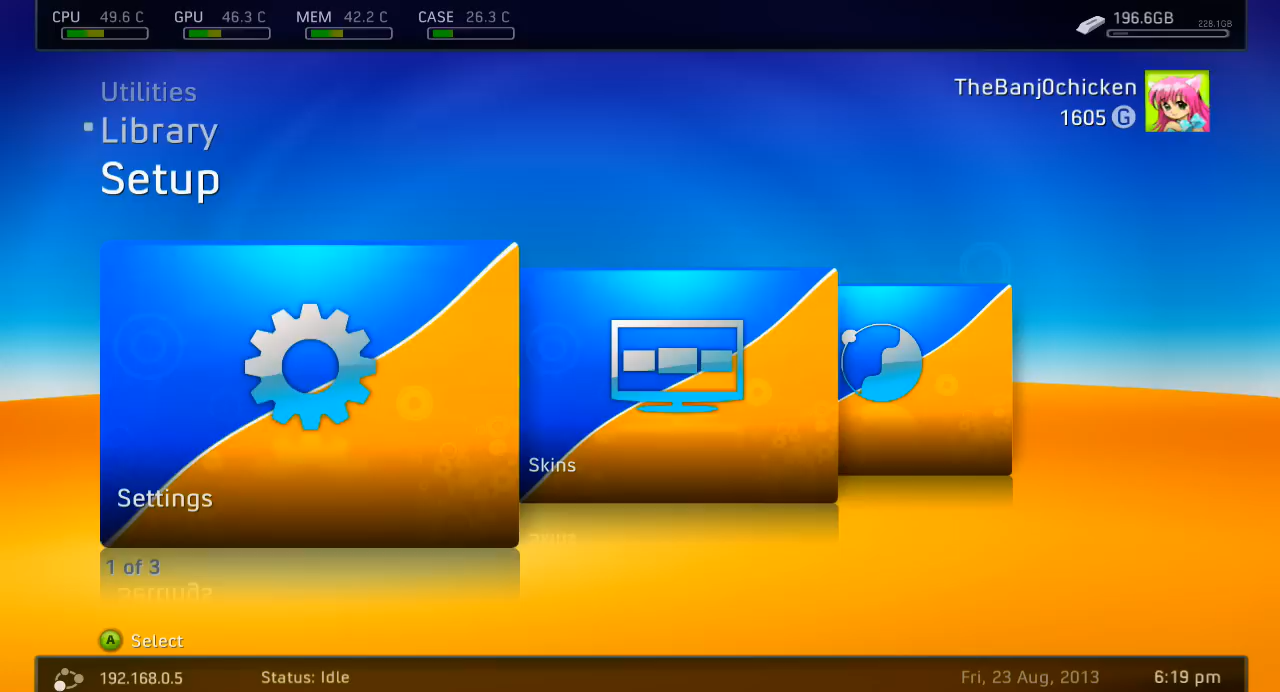 CPU 49.6 C GPU 46.3 C MEM 42.2 C CASE 26.3 C 196.6GB 228.1GB
Utilities
Library
Setup
TheBanj0chicken
1605 G
Settings
Skins
1 of 3
A Select
192.168.0.5 Status: Idle Fri, 23 Aug, 2013 6:19 pm